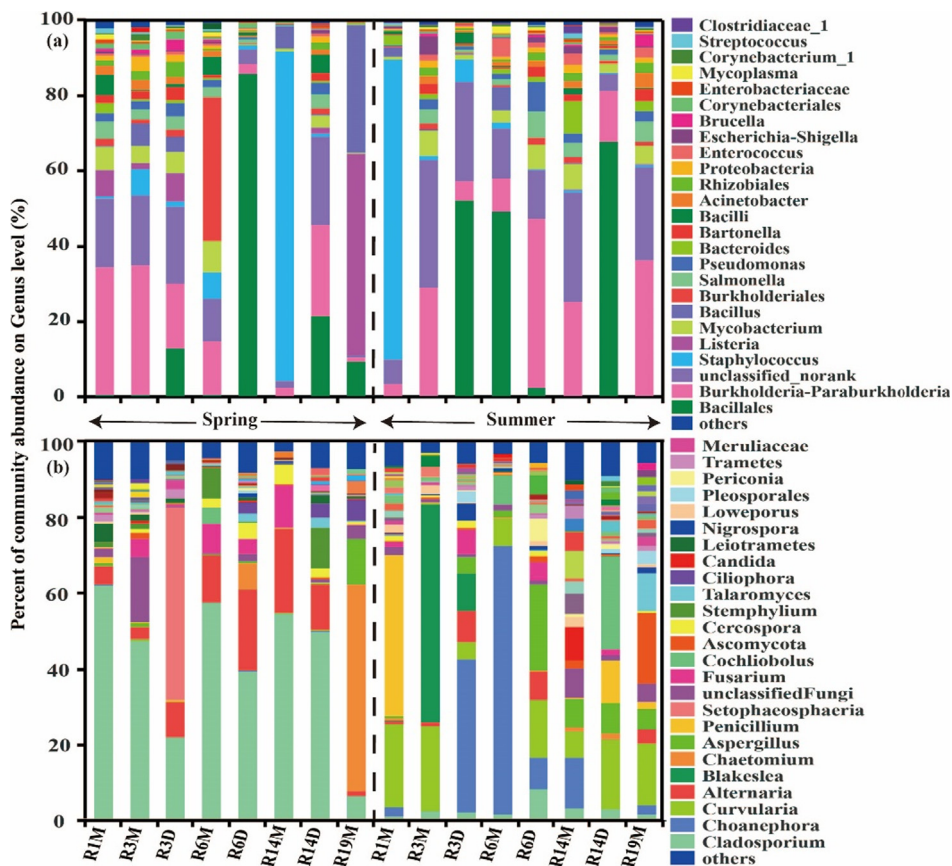 Percent of community abundance on Genus level (%)
(a)
100
80
60
40
20
0
Spring
Summer
Clostridiaceae_1
Streptococcus
Corynebacterium_1
Mycoplasma
Enterobacteriaceae
Corynebacteriales
Brucella
Escherichia-Shigella
Enterococcus
Proteobacteria
Rhizobiales
Acinetobacter
Bacilli
Bartonella
Bacteroides
Pseudomonas
Salmonella
Burkholderiales
Bacillus
Mycobacterium
Listeria
Staphylococcus
unclassified_norank
Burkholderia-Paraburkholderia
Bacillales
others
(b)
100
80
60
40
20
0
R1M R3M R3D R6M R6D R14M R14D R19M R1M R3M R3D R6M R6D R14M R14D R19M
Meruliaceae
Trametes
Periconia
Pleosporales
Loweporus
Nigrospora
Leiotrametes
Candida
Ciliophora
Talaromyces
Stemphylium
Cercospora
Ascomycota
Cochliobolus
Fusarium
unclassifiedFungi
Setophaeosphaeria
Penicillium
Aspergillus
Chaetomium
Blakeslea
Alternaria
Curvularia
Choanephora
Cladosporium
others